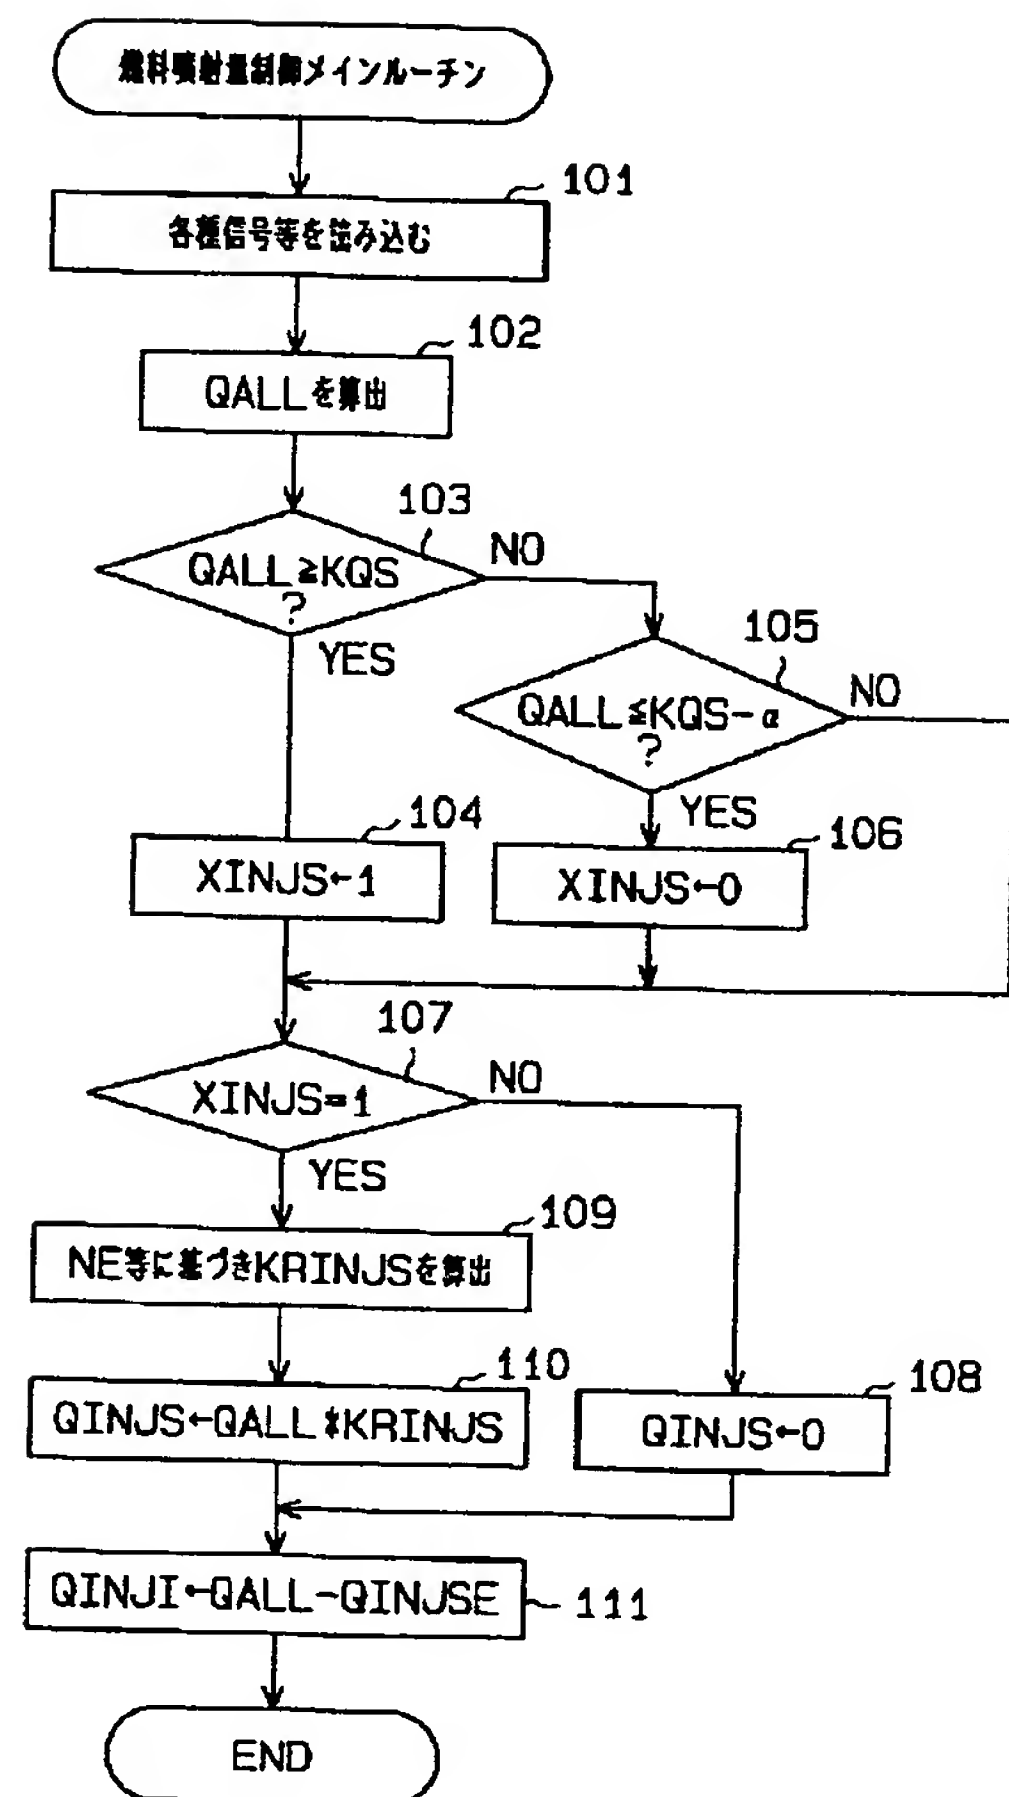 燃料噴射量制御メインルーチン
101
各種信号等を読み込む
102
QALLを算出
103
QALL≧KQS
?
NO
YES
105
QALL≦KQS-α
?
NO
YES
104
XINJS←1
106
XINJS←0
107
XINJS=1
NO
YES
109
NE等に基づきKRINJSを算出
110
QINJS←QALL*KRINJS
108
QINJS←0
QINJI←QALL-QINJSE
111
END